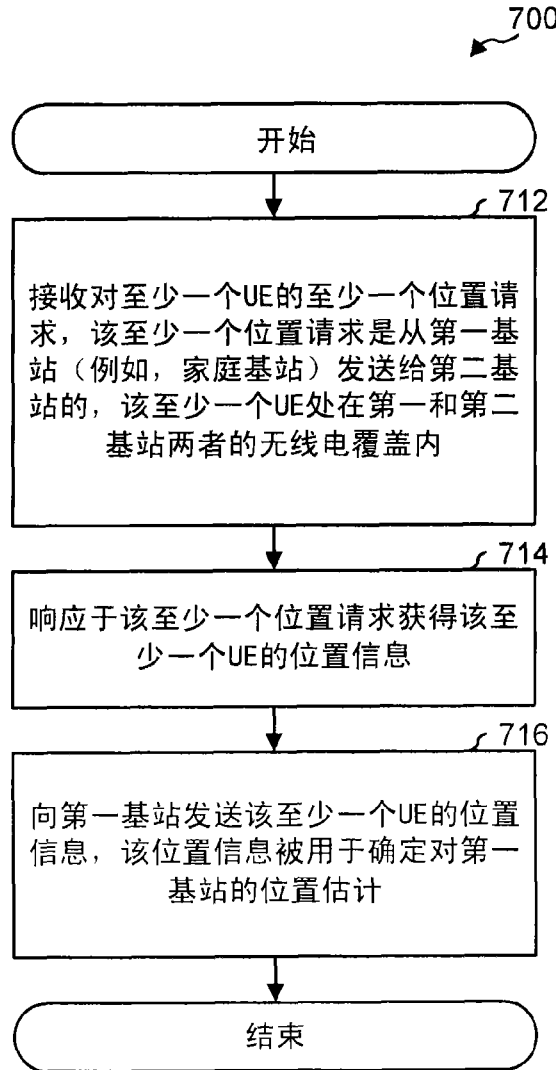 700
开始
712
接收对至少一个UE的至少一个位置请
求，该至少一个位置请求是从第一基
站（例如，家庭基站）发送给第二基
站的，该至少一个UE处在第一和第二
基站两者的无线电覆盖内
714
响应于该至少一个位置请求获得该至
少一个UE的位置信息
716
向第一基站发送该至少一个UE的位置
信息，该位置信息被用于确定对第一
基站的位置估计
结束